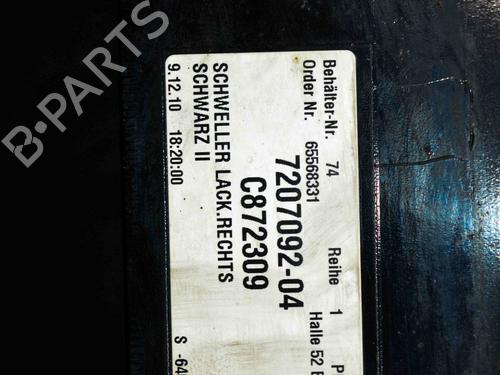 Behälter-Nr. 74 Reihe 1
Order Nr. 65568331 Halle 52
7207092-04
C872309
SCHWELLER LACK.RECHTS
SCHWARZ II
9.12.10 18:20:00 S
B-PARTS